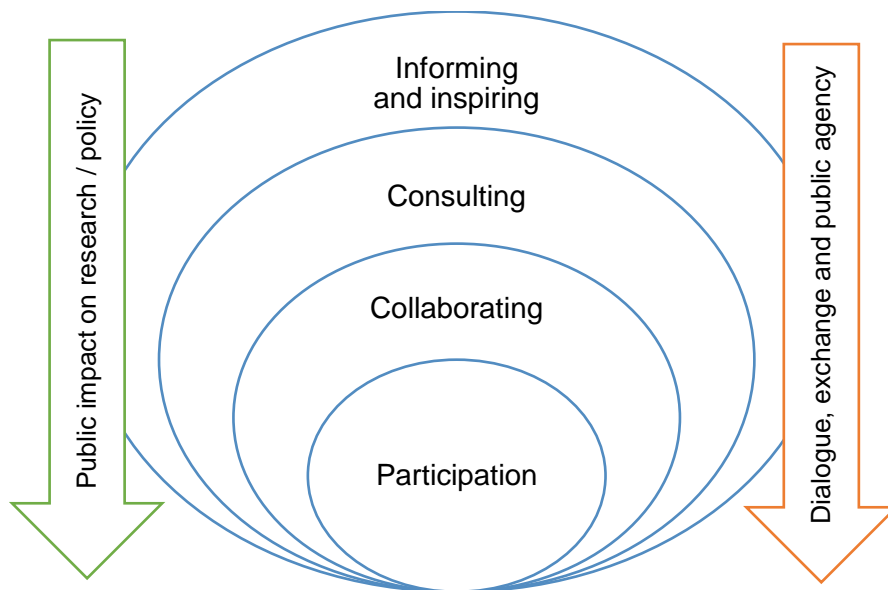 Informing
and inspiring
Consulting
Collaborating
Participation
Public impact on research / policy
Dialogue, exchange and public agency